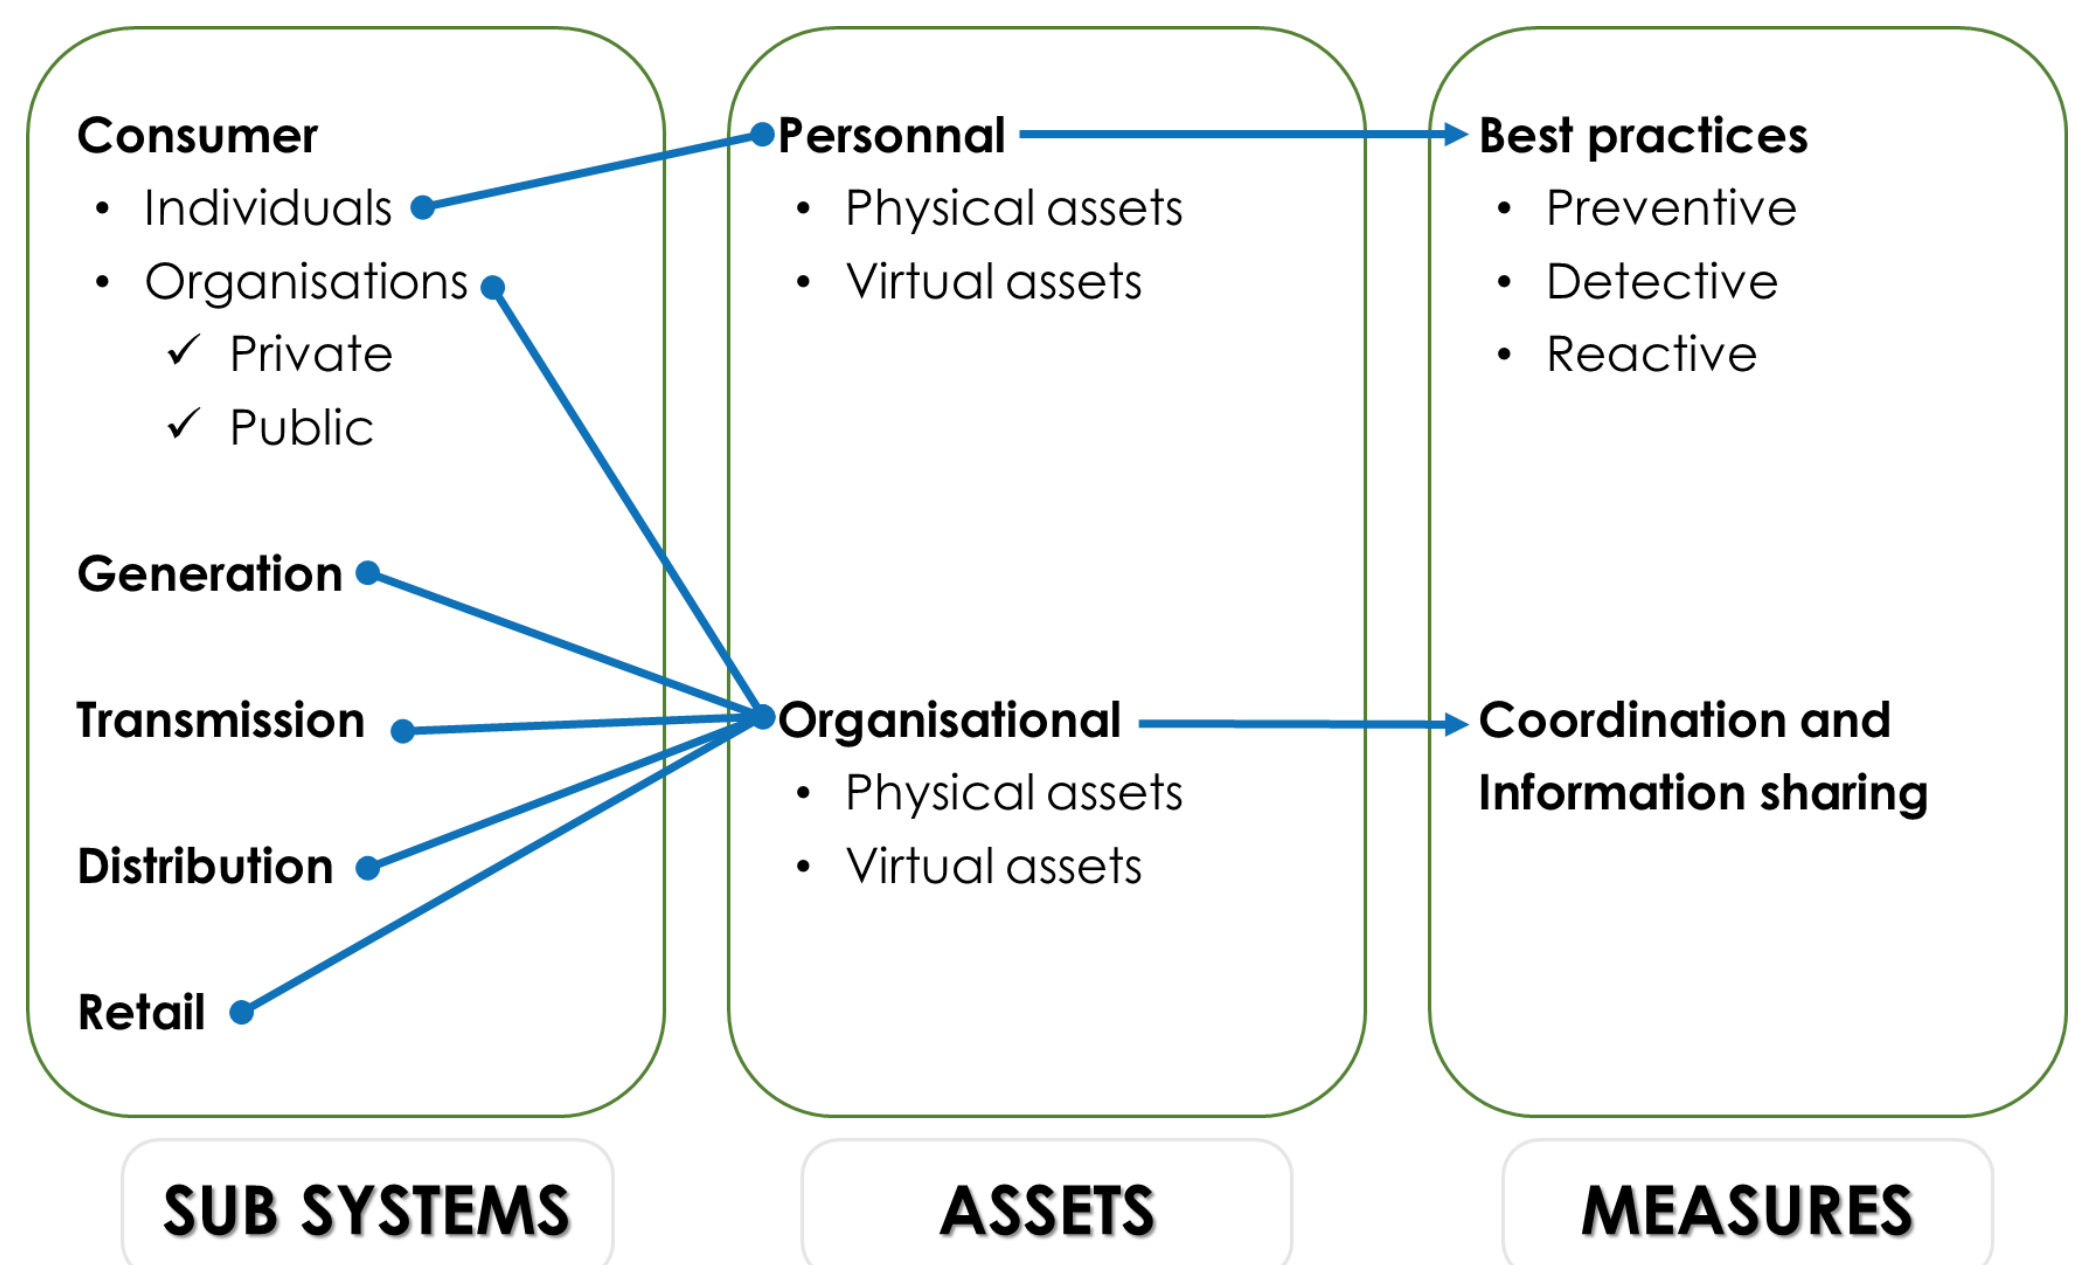 Consumer
• Individuals
• Organisations
✓ Private
✓ Public
Generation
Transmission
Distribution
Retail
SUB SYSTEMS
Personnal
• Physical assets
• Virtual assets
Organisational
• Physical assets
• Virtual assets
ASSETS
Best practices
• Preventive
• Detective
• Reactive
Coordination and
Information sharing
MEASURES